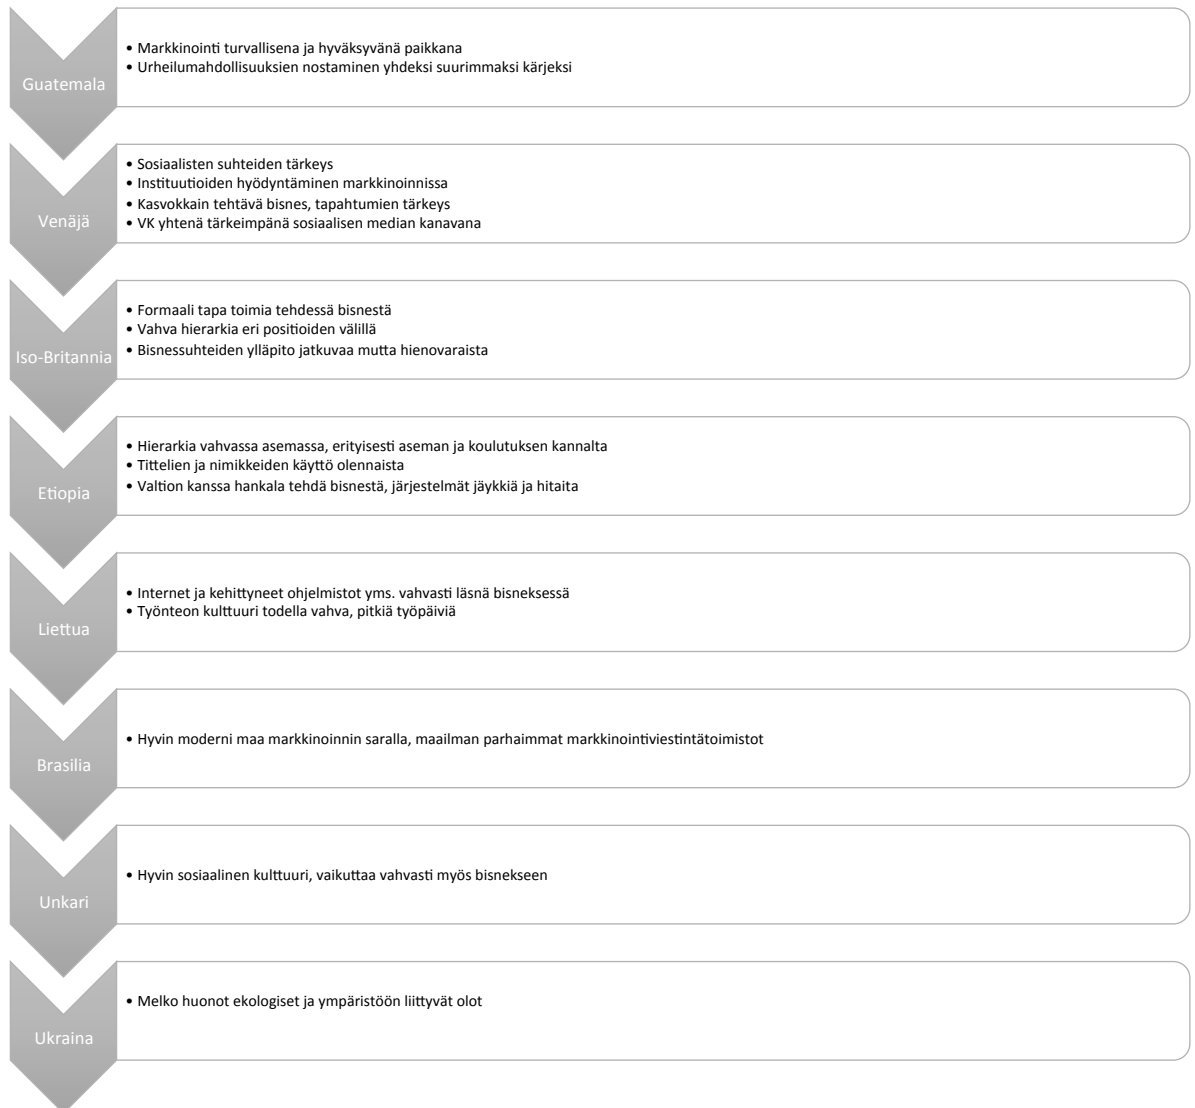 Guatemala
• Markkinointi turvallisena ja hyväksyvänä paikkana
• Urheilumahdollisuuksien nostaminen yhdeksi suurimmaksi kärjeksi
Venäjä
• Sosiaalisten suhteiden tärkeys
• Instituutioiden hyödyntäminen markkinoinnissa
• Kasvokkain tehtävä bisnes, tapahtumien tärkeys
• VK yhtenä tärkeimpänä sosiaalisen median kanavana
Iso-Britannia
• Formaali tapa toimia tehdessä bisnestä
• Vahva hierarkia eri positioiden välillä
• Bisnessuhteiden ylläpito jatkuvaa mutta hienovaraista
Etiopia
• Hierarkia vahvassa asemassa, erityisesti aseman ja koulutuksen kannalta
• Tittelien ja nimikkeiden käyttö olennaista
• Valtion kanssa hankala tehdä bisnestä, järjestelmät jäykkiä ja hitaita
Liettua
• Internet ja kehittyneet ohjelmistot yms. vahvasti läsnä bisneksessä
• Työnteon kulttuuri todella vahva, pitkiä työpäiviä
Brasilia
• Hyvin moderni maa markkinoinnin saralla, maailman parhaimmat markkinointiviestintätoimistot
Unkari
• Hyvin sosiaalinen kulttuuri, vaikuttaa vahvasti myös bisnekseen
Ukraina
• Melko huonot ekologiset ja ympäristöön liittyvät olot